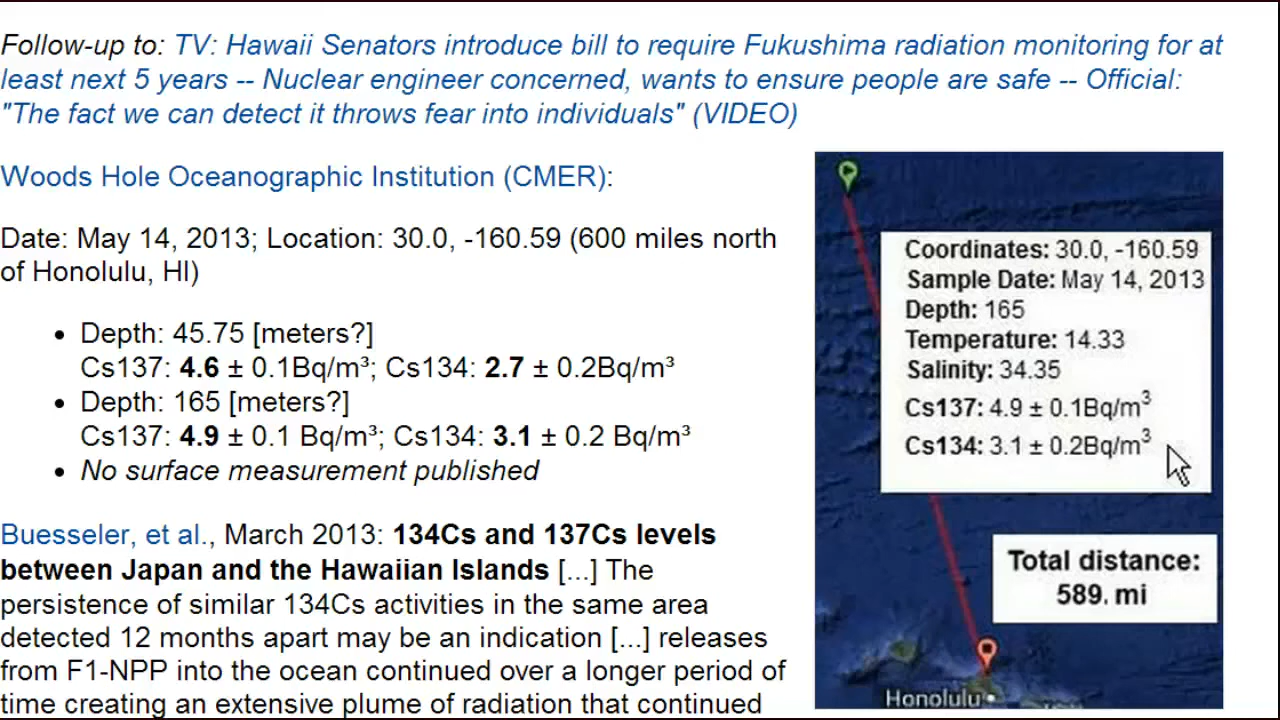 Follow-up to: TV: Hawaii Senators introduce bill to require Fukushima radiation monitoring for at
least next 5 years -- Nuclear engineer concerned, wants to ensure people are safe -- Official:
"The fact we can detect it throws fear into individuals" (VIDEO)
Woods Hole Oceanographic Institution (CMER):
Date: May 14, 2013; Location: 30.0, -160.59 (600 miles north
of Honolulu, HI)
• Depth: 45.75 [meters?]
Cs137: 4.6 ± 0.1Bq/m³; Cs134: 2.7 ± 0.2Bq/m³
• Depth: 165 [meters?]
Cs137: 4.9 ± 0.1 Bq/m³; Cs134: 3.1 ± 0.2 Bq/m³
• No surface measurement published
Buesseler, et al., March 2013: 134Cs and 137Cs levels
between Japan and the Hawaiian Islands [...] The
persistence of similar 134Cs activities in the same area
detected 12 months apart may be an indication [...] releases
from F1-NPP into the ocean continued over a longer period of
time creating an extensive plume of radiation that continued
Coordinates: 30.0, -160.59
Sample Date: May 14, 2013
Depth: 165
Temperature: 14.33
Salinity: 34.35
Cs137: 4.9 ± 0.1Bq/m³
Cs134: 3.1 ± 0.2Bq/m³
Total distance:
589. mi
Honolulu